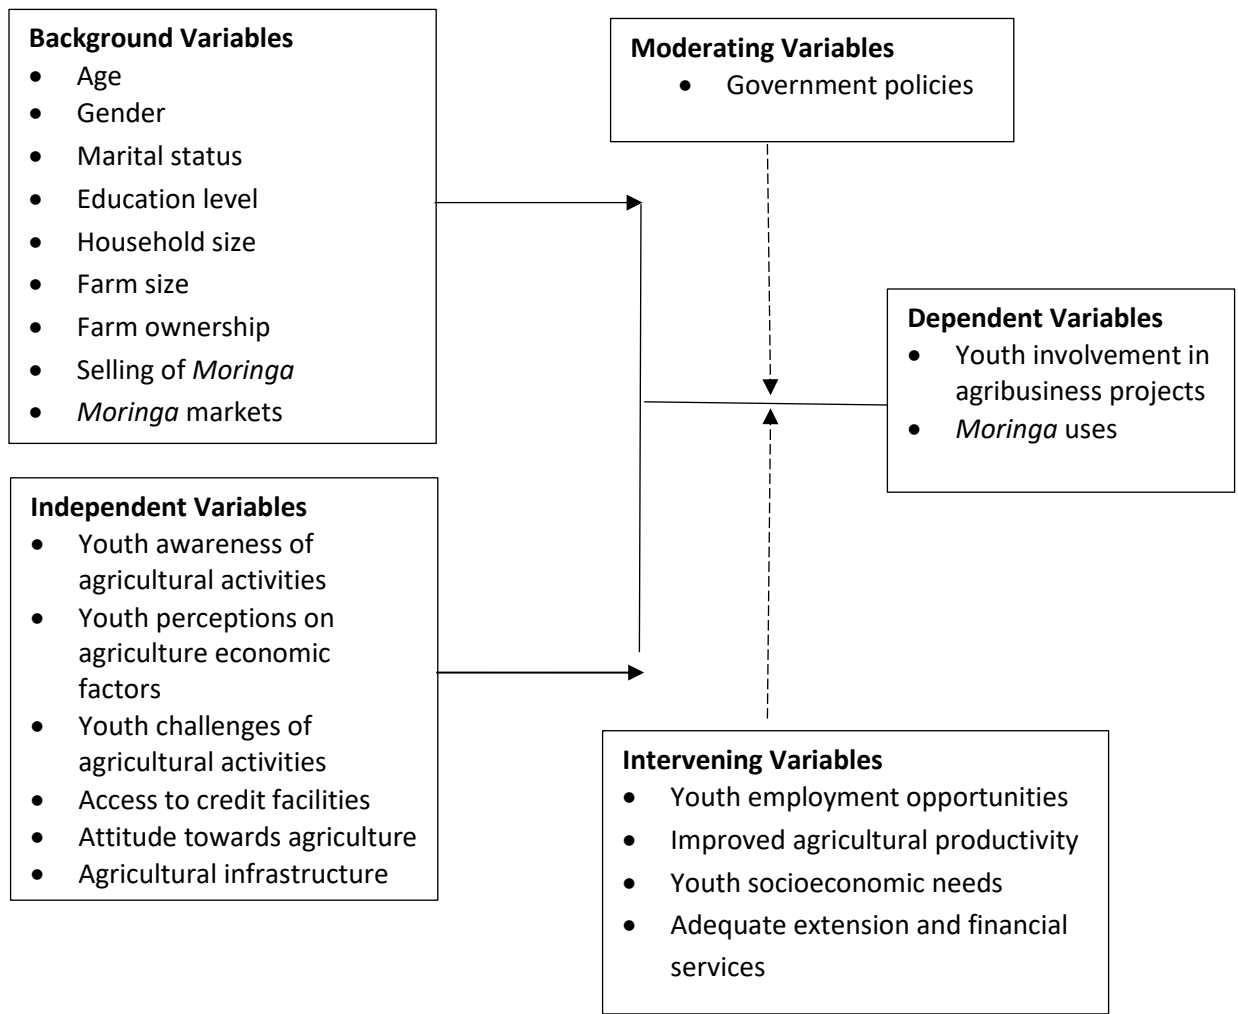 Background Variables
• Age
• Gender
• Marital status
• Education level
• Household size
• Farm size
• Farm ownership
• Selling of Moringa
• Moringa markets
Moderating Variables
• Government policies
Dependent Variables
• Youth involvement in
agribusiness projects
• Moringa uses
Independent Variables
• Youth awareness of
agricultural activities
• Youth perceptions on
agriculture economic
factors
• Youth challenges of
agricultural activities
• Access to credit facilities
• Attitude towards agriculture
• Agricultural infrastructure
Intervening Variables
• Youth employment opportunities
• Improved agricultural productivity
• Youth socioeconomic needs
• Adequate extension and financial
services